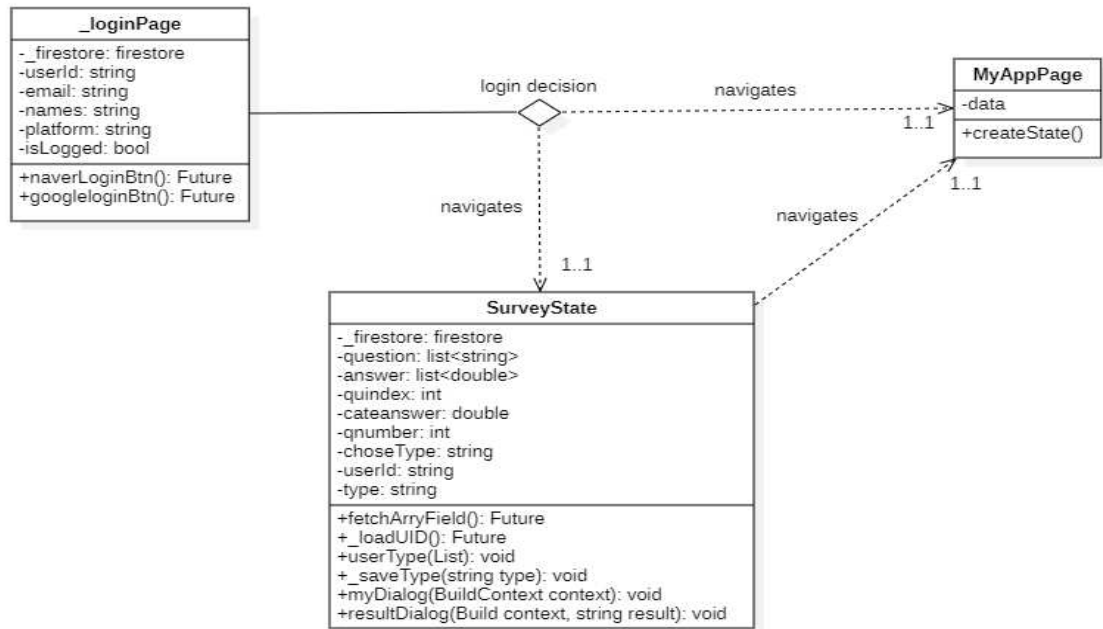 _loginPage
-_firestore: firestore
-userId: string
-email: string
-names: string
-platform: string
-isLogged: bool
+naverLoginBtn(): Future
+googleloginBtn(): Future
login decision
navigates
1..1
MyAppPage
-data
+createState()
1..1
navigates
navigates
1..1
SurveyState
-_firestore: firestore
-question: list<string>
-answer: list<double>
-quindex: int
-cateanswer: double
-qnumber: int
-choseType: string
-userId: string
-type: string
+fetchArryField(): Future
+_loadUID(): Future
+userType(List): void
+_saveType(string type): void
+myDialog(BuildContext context): void
+resultDialog(Build context, string result): void